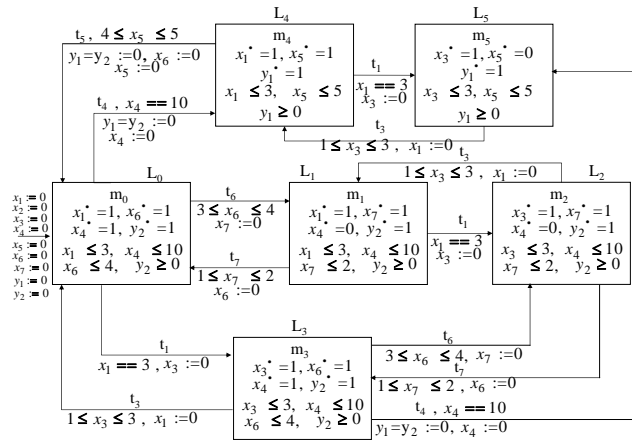 L₄
m₄
x₁˙ =1, x₅˙ =1
y₁˙ =1
x₁ ≤ 3, x₅ ≤ 5
y₁ ≥ 0
L₅
m₅
x₃˙ =1, x₅˙ =0
y₁˙ =1
x₃ ≤ 3, x₅ ≤ 5
y₁ ≥ 0
t₅ , 4 ≤ x₅ ≤ 5
y₁=y₂ :=0, x₆ :=0
x₅ :=0
t₁
x₁ == 3
x₃ :=0
t₄ , x₄ == 10
y₁=y₂ :=0
x₄ :=0
t₃
1 ≤ x₃ ≤ 3 , x₁ :=0
t₃
1 ≤ x₃ ≤ 3 , x₁ :=0
x₁ := 0
x₂ := 0
x₃ := 0
x₄ := 0
x₅ := 0
x₆ := 0
x₇ := 0
y₁ := 0
y₂ := 0
L₀
m₀
x₁˙ =1, x₆˙ =1
x₄˙ =1, y₂˙ =1
x₁ ≤ 3, x₄ ≤ 10
x₆ ≤ 4, y₂ ≥ 0
t₆
3 ≤ x₆ ≤ 4
x₇ :=0
t₇
1 ≤ x₇ ≤ 2
x₆ :=0
L₁
m₁
x₁˙ =1, x₇˙ =1
x₄˙ =0, y₂˙ =1
x₁ ≤ 3, x₄ ≤ 10
x₇ ≤ 2, y₂ ≥ 0
t₁
x₁ == 3
x₃ :=0
L₂
m₂
x₃˙ =1, x₇˙ =1
x₄˙ =0, y₂˙ =1
x₃ ≤ 3, x₄ ≤ 10
x₇ ≤ 2, y₂ ≥ 0
t₁
x₁ == 3 , x₃ :=0
t₃
1 ≤ x₃ ≤ 3 , x₁ :=0
L₃
m₃
x₃˙ =1, x₆˙ =1
x₄˙ =1, y₂˙ =1
x₃ ≤ 3, x₄ ≤ 10
x₆ ≤ 4, y₂ ≥ 0
t₆
3 ≤ x₆ ≤ 4, x₇ :=0
t₇
1 ≤ x₇ ≤ 2 , x₆ :=0
t₄ , x₄ == 10
y₁=y₂ :=0, x₄ :=0